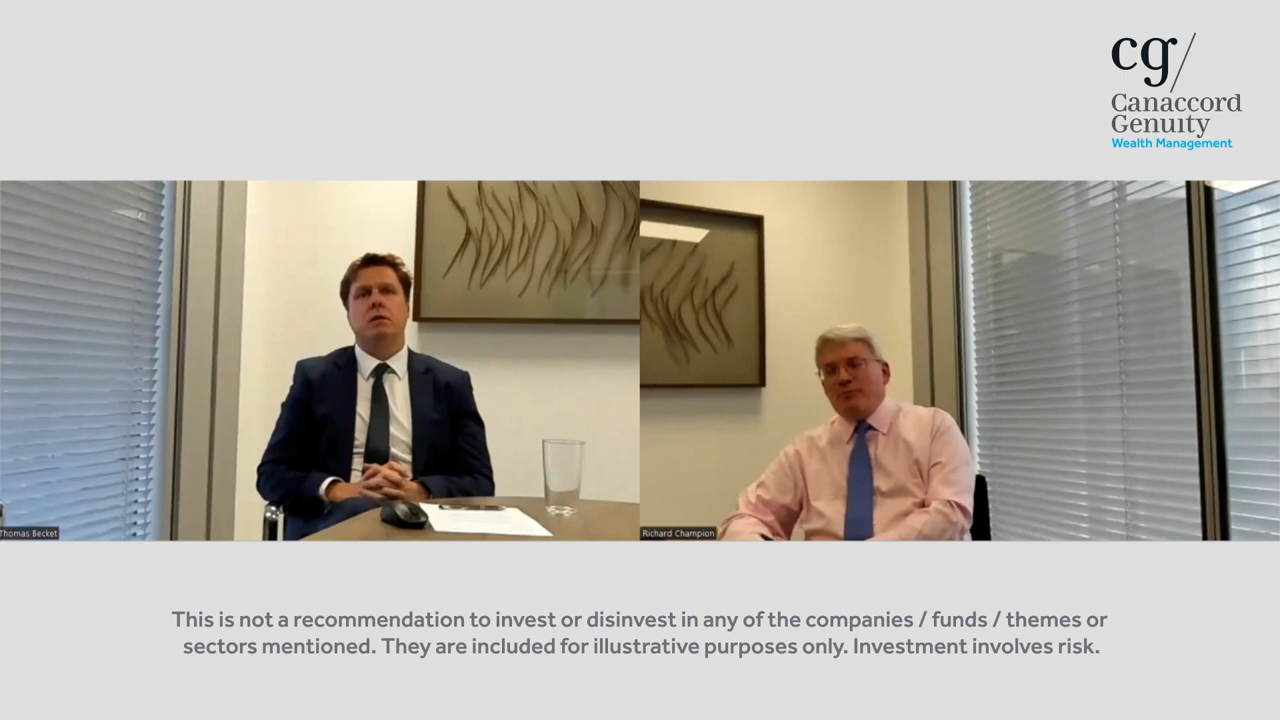 cg/
Canaccord
Genuity
Wealth Management
Thomas Becket
Richard Champion
This is not a recommendation to invest or disinvest in any of the companies / funds / themes or
sectors mentioned. They are included for illustrative purposes only. Investment involves risk.